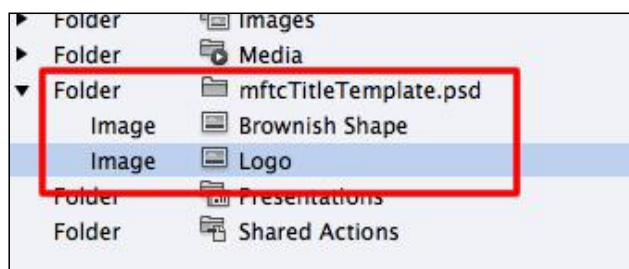 Folder Images
Folder Media
Folder mftcTitleTemplate.psd
Image Brownish Shape
Image Logo
Folder Presentations
Folder Shared Actions